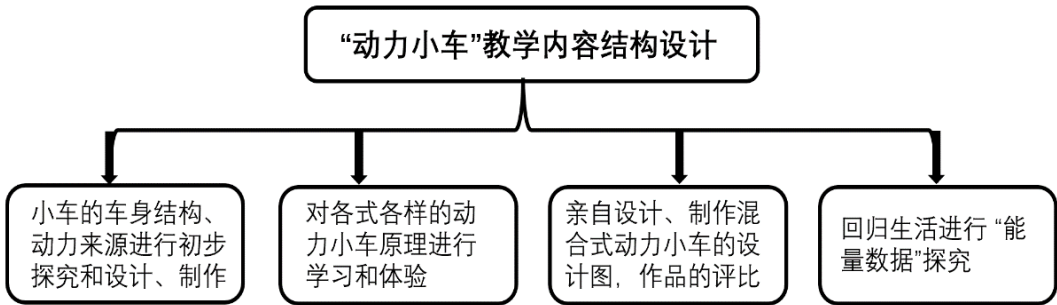 “动力小车”教学内容结构设计
小车的车身结构、
动力来源进行初步
探究和设计、制作
对各式各样的动
力小车原理进行
学习和体验
亲自设计、制作混
合式动力小车的设
计图，作品的评比
回归生活进行 “能
量数据”探究